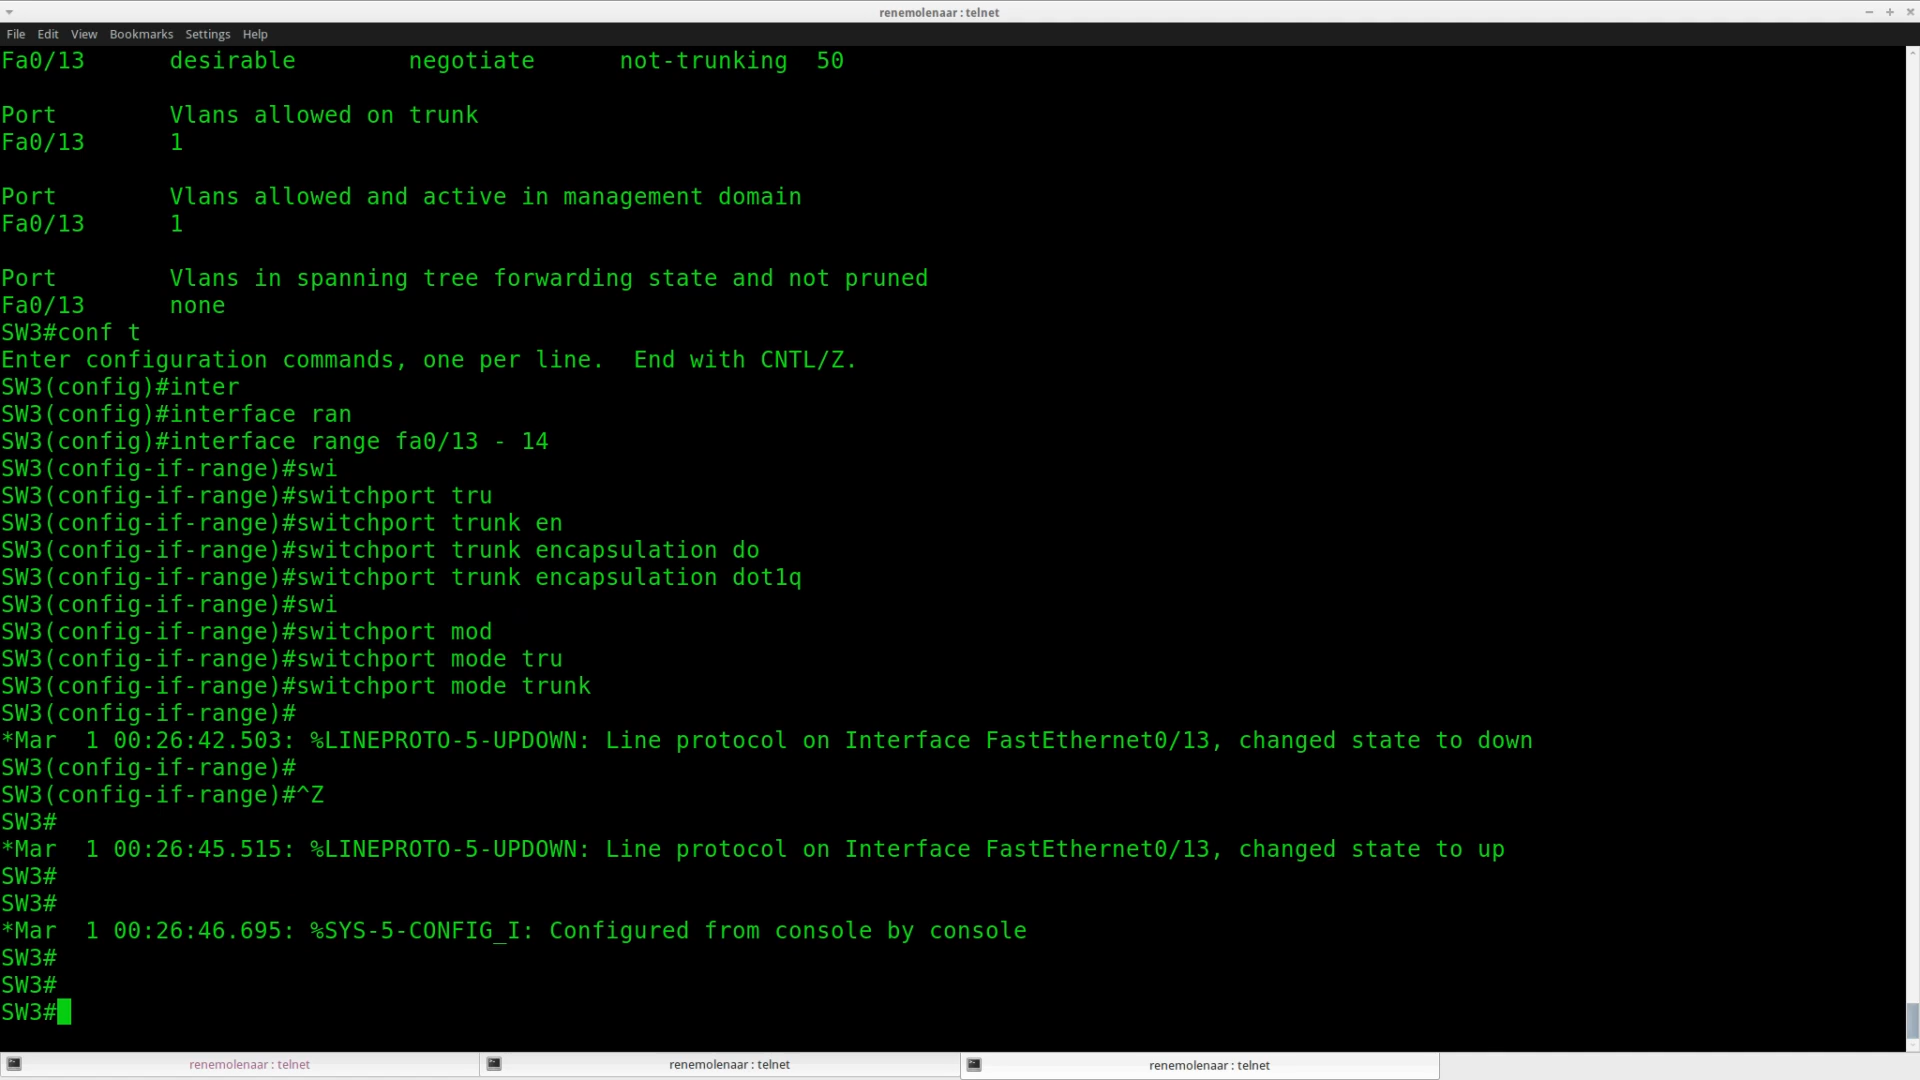 renemolenaar : telnet
File Edit View Bookmarks Settings Help
Fa0/13      desirable        negotiate      not-trunking  50
Port        Vlans allowed on trunk
Fa0/13      1
Port        Vlans allowed and active in management domain
Fa0/13      1
Port        Vlans in spanning tree forwarding state and not pruned
Fa0/13      none
SW3#conf t
Enter configuration commands, one per line.  End with CNTL/Z.
SW3(config)#inter
SW3(config)#interface ran
SW3(config)#interface range fa0/13 - 14
SW3(config-if-range)#swi
SW3(config-if-range)#switchport tru
SW3(config-if-range)#switchport trunk en
SW3(config-if-range)#switchport trunk encapsulation do
SW3(config-if-range)#switchport trunk encapsulation dot1q
SW3(config-if-range)#swi
SW3(config-if-range)#switchport mod
SW3(config-if-range)#switchport mode tru
SW3(config-if-range)#switchport mode trunk
SW3(config-if-range)#
*Mar  1 00:26:42.503: %LINEPROTO-5-UPDOWN: Line protocol on Interface FastEthernet0/13, changed state to down
SW3(config-if-range)#
SW3(config-if-range)#^Z
SW3#
*Mar  1 00:26:45.515: %LINEPROTO-5-UPDOWN: Line protocol on Interface FastEthernet0/13, changed state to up
SW3#
SW3#
*Mar  1 00:26:46.695: %SYS-5-CONFIG_I: Configured from console by console
SW3#
SW3#
SW3#
renemolenaar : telnet renemolenaar : telnet renemolenaar : telnet